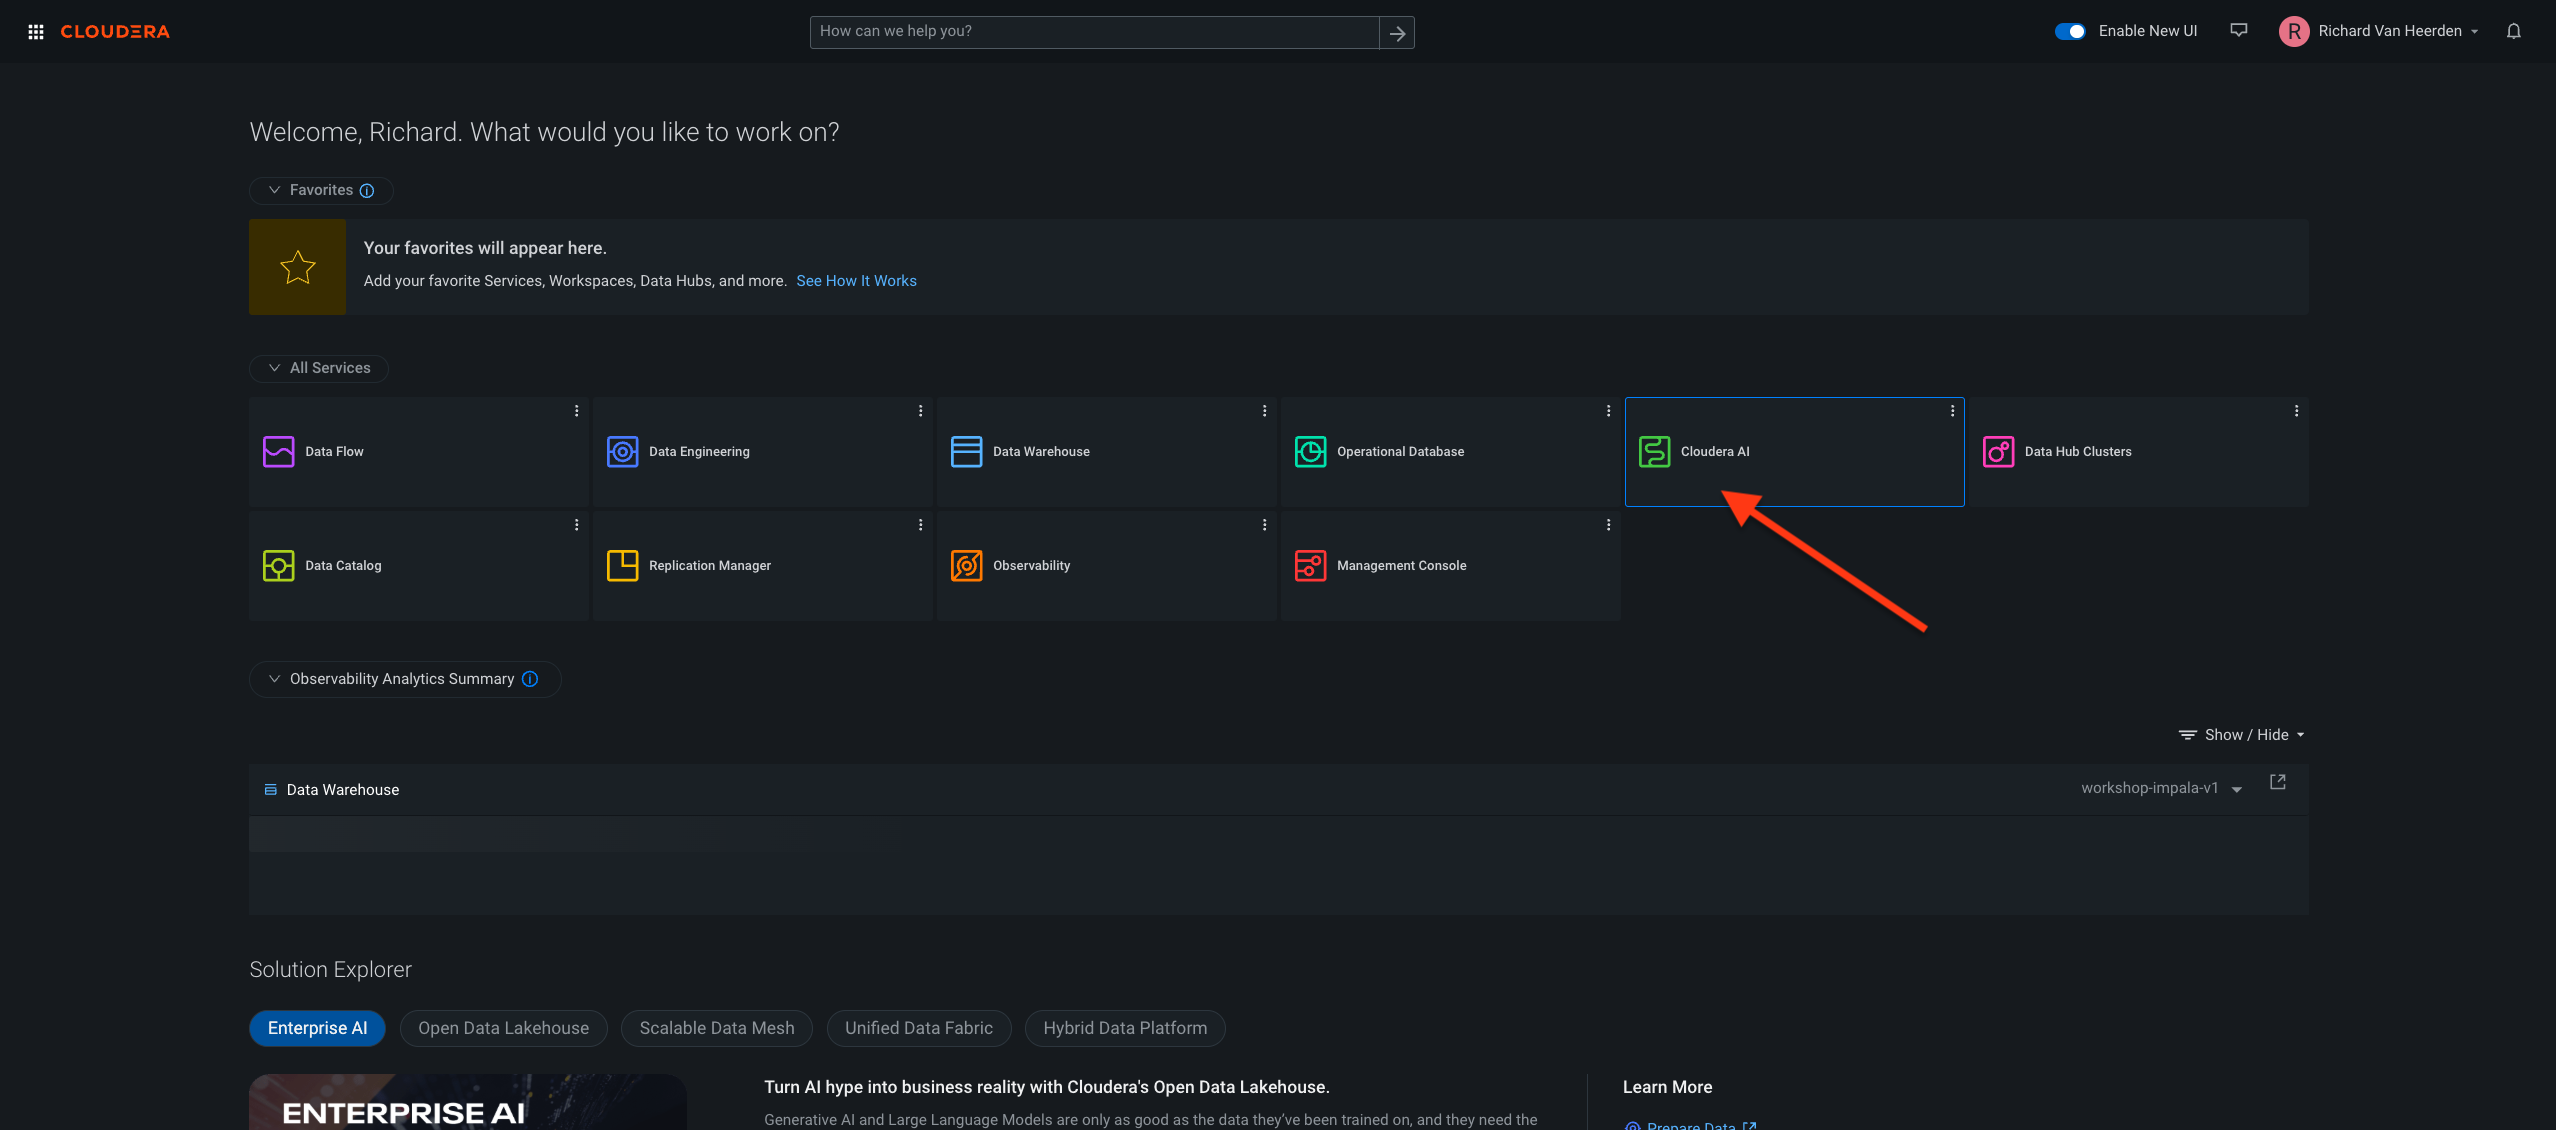 CLOUDERA
How can we help you?
Enable New UI
R
Richard Van Heerden
Welcome, Richard. What would you like to work on?
Favorites
Your favorites will appear here.
Add your favorite Services, Workspaces, Data Hubs, and more. See How It Works
All Services
Data Flow
Data Engineering
Data Warehouse
Operational Database
Cloudera AI
Data Hub Clusters
Data Catalog
Replication Manager
Observability
Management Console
Observability Analytics Summary
Show / Hide
Data Warehouse
workshop-impala-v1
Solution Explorer
Enterprise AI
Open Data Lakehouse
Scalable Data Mesh
Unified Data Fabric
Hybrid Data Platform
ENTERPRISE AI
Turn AI hype into business reality with Cloudera's Open Data Lakehouse.
Generative AI and Large Language Models are only as good as the data they've been trained on, and they need the
Learn More
Prepare Data